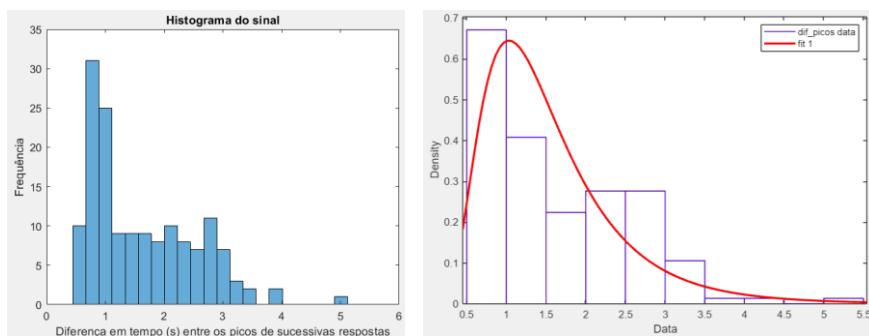 Histograma do sinal
35
30
25
20
15
10
5
0
Frequência
0 1 2 3 4 5 6
Diferença em tempo (s) entre os picos de sucessivas respostas
0.7
0.6
0.5
0.4
0.3
0.2
0.1
0
Density
dif_picos data
fit 1
0.5 1 1.5 2 2.5 3 3.5 4 4.5 5 5.5
Data